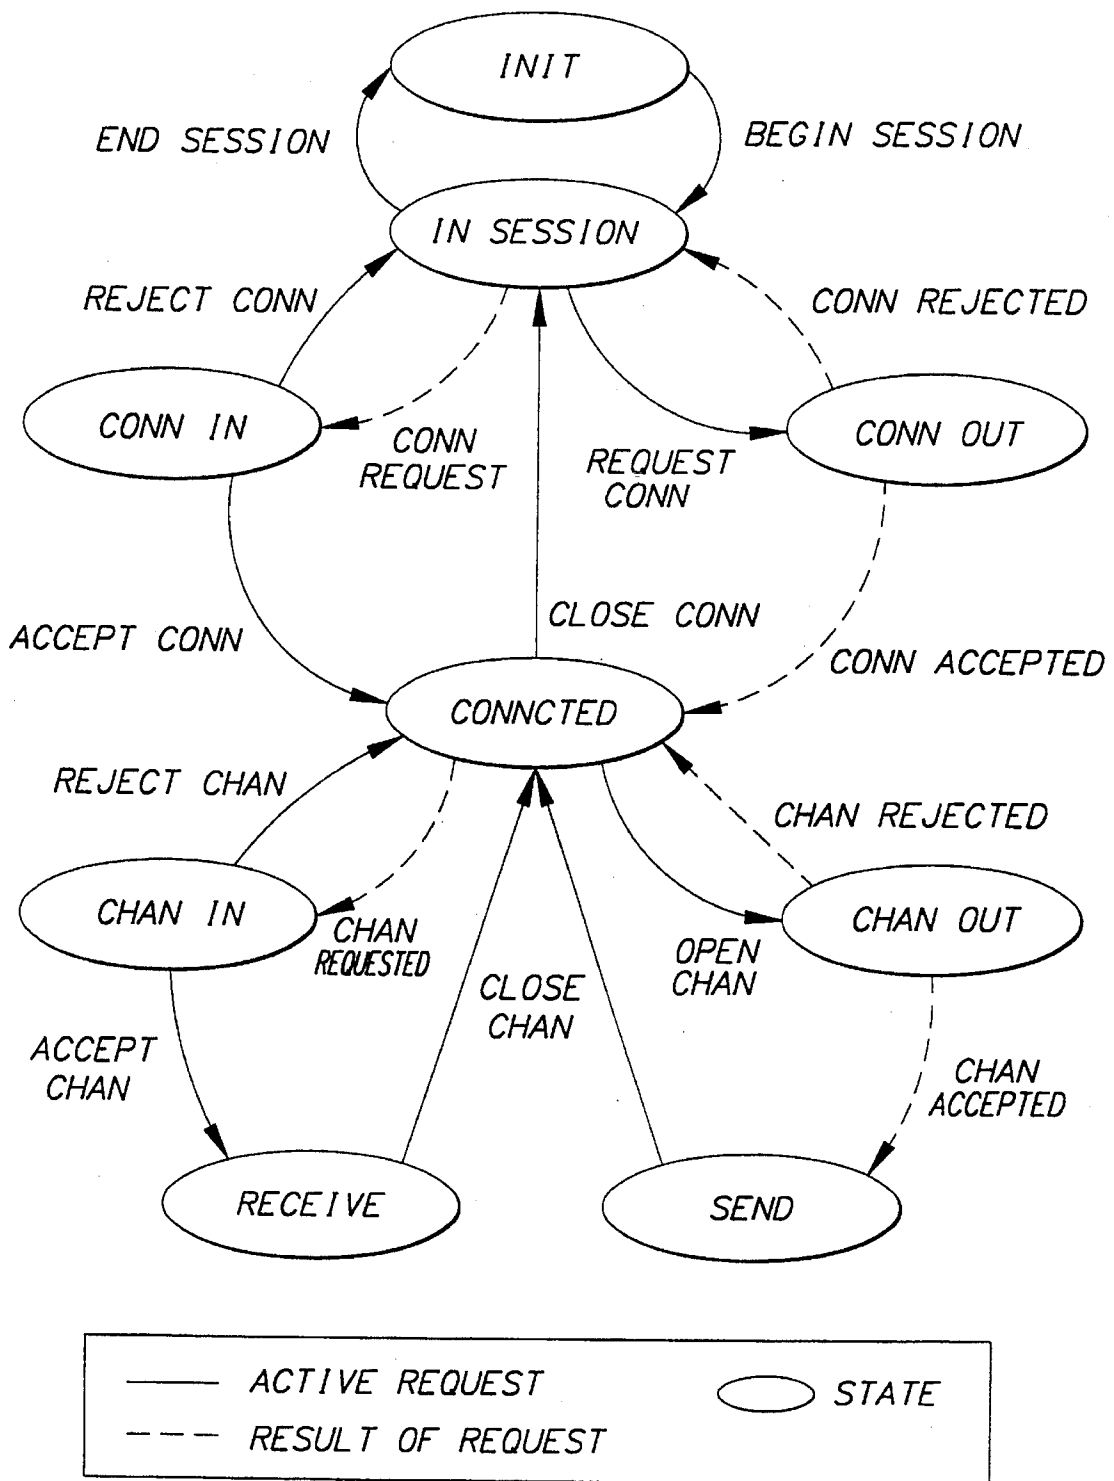 INIT
END SESSION
BEGIN SESSION
IN SESSION
REJECT CONN
CONN REJECTED
CONN IN
CONN
REQUEST
REQUEST
CONN
CONN OUT
ACCEPT CONN
CLOSE CONN
CONN ACCEPTED
CONNCTED
REJECT CHAN
CHAN REJECTED
CHAN IN
CHAN
REQUESTED
OPEN
CHAN
CHAN OUT
CLOSE
CHAN
ACCEPT
CHAN
CHAN
ACCEPTED
RECEIVE
SEND
ACTIVE REQUEST
STATE
RESULT OF REQUEST